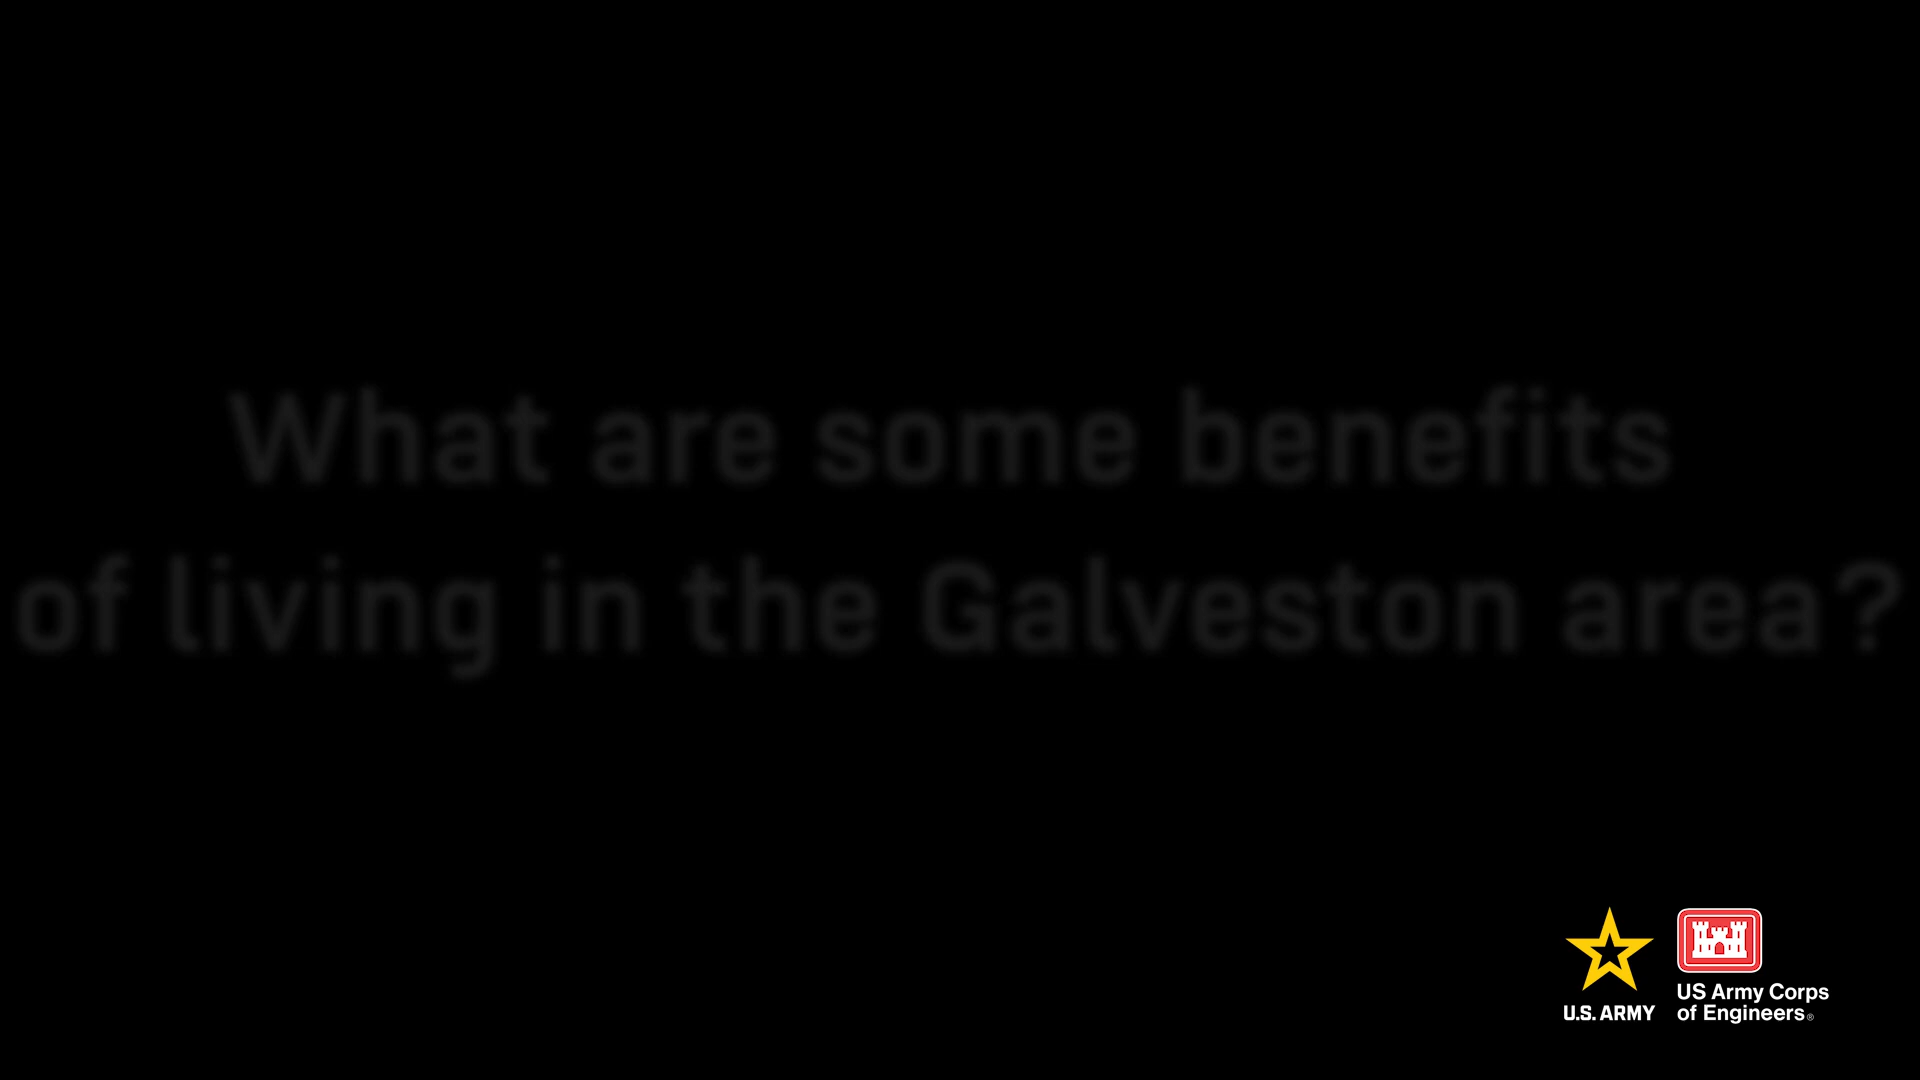 What are some benefits
of living in the Galveston area?
U.S. ARMY
US Army Corps
of Engineers®